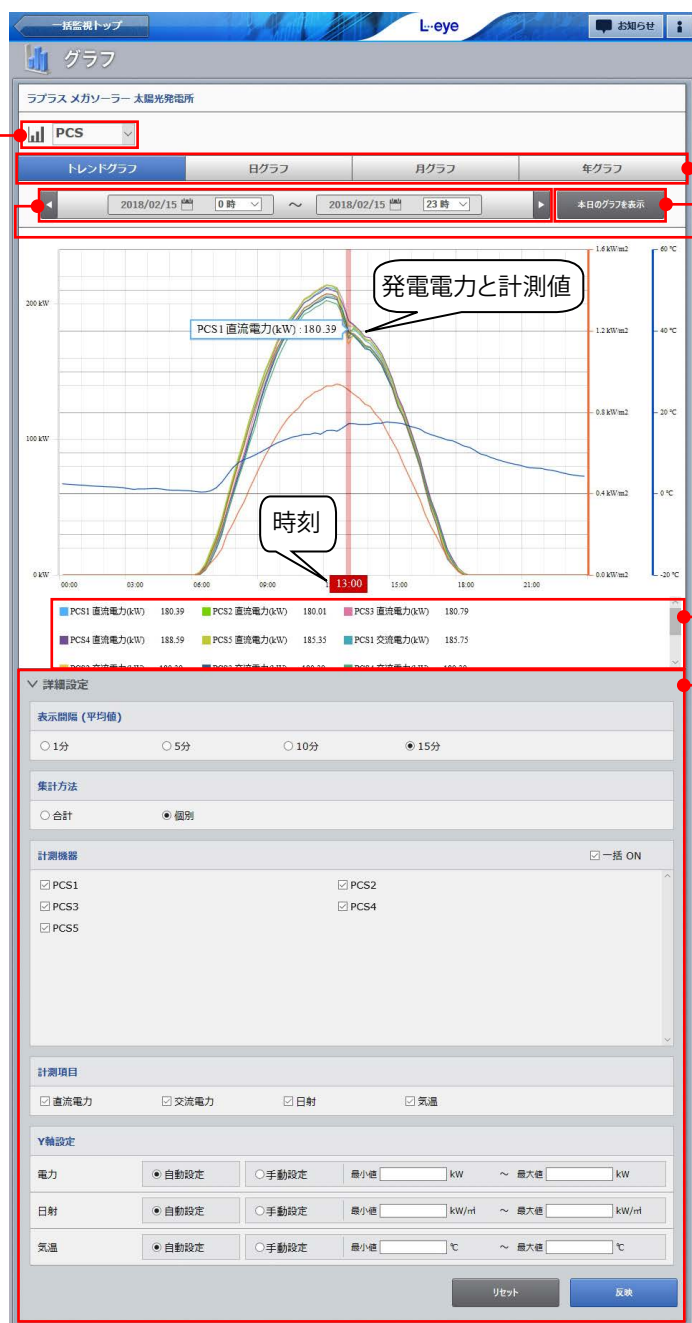 一括監視トップ
L・eye
お知らせ
グラフ
ラプラス メガソーラー 太陽光発電所
PCS
トレンドグラフ 日グラフ 月グラフ 年グラフ
2018/02/15 0時 ～ 2018/02/15 23時 本日のグラフを表示
1.6 kW/m2 60 ℃
発電電力と計測値
200 kW
PCS1 直流電力(kW) : 180.39
1.2 kW/m2 40 ℃
0.8 kW/m2 20 ℃
100 kW
0.4 kW/m2 0 ℃
時刻
0 kW 0.0 kW/m2 -20 ℃
00:00 03:00 06:00 09:00 13:00 15:00 18:00 21:00
PCS1 直流電力(kW) 180.39 PCS2 直流電力(kW) 180.01 PCS3 直流電力(kW) 180.79
PCS4 直流電力(kW) 188.59 PCS5 直流電力(kW) 185.35 PCS1 交流電力(kW) 185.75
詳細設定
表示間隔 (平均値)
1分 5分 10分 15分
集計方法
合計 個別
計測機器 一括 ON
PCS1 PCS2
PCS3 PCS4
PCS5
計測項目
直流電力 交流電力 日射 気温
Y軸設定
電力 自動設定 手動設定 最小値 kW ～ 最大値 kW
日射 自動設定 手動設定 最小値 kW/㎡ ～ 最大値 kW/㎡
気温 自動設定 手動設定 最小値 ℃ ～ 最大値 ℃
リセット 反映